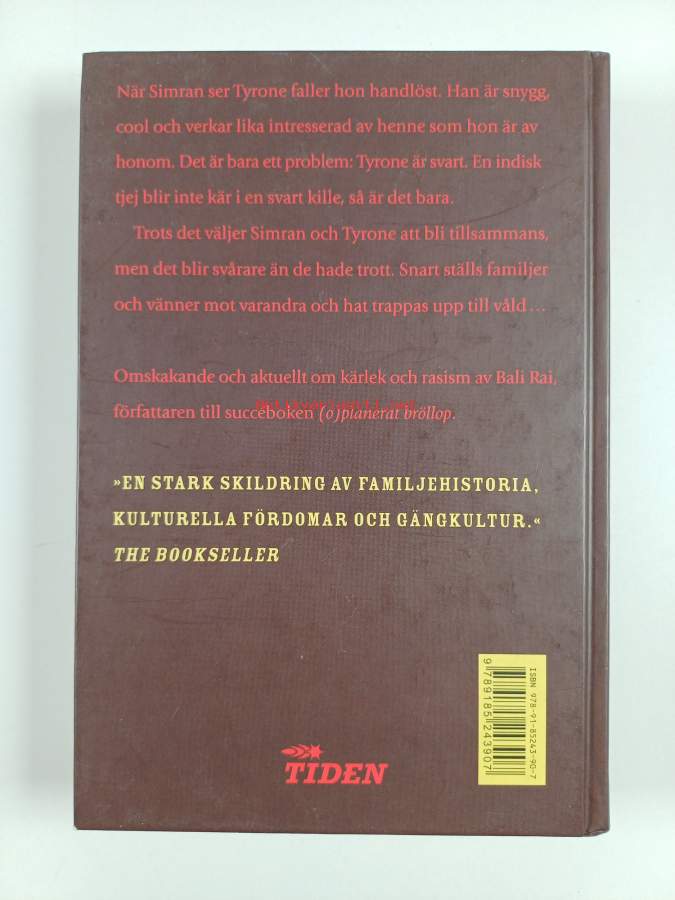 När Simran ser Tyrone faller hon handlöst. Han är snygg,
cool och verkar lika intresserad av henne som hon är av
honom. Det är bara ett problem: Tyrone är svart. En indisk
tjej blir inte kär i en svart kille, så är det bara.
Trots det väljer Simran och Tyrone att bli tillsammans,
men det blir svårare än de hade trott. Snart ställs familjer
och vänner mot varandra och hat trappas upp till våld …
Omskakande och aktuellt om kärlek och rasism av Bali Rai,
författaren till succéboken (o)planerat bröllop.
»EN STARK SKILDRING AV FAMILJEHISTORIA,
KULTURELLA FÖRDOMAR OCH GÄNGKULTUR.«
THE BOOKSELLER
ISBN 978-91-85243-90-7
9789185243907
TIDEN